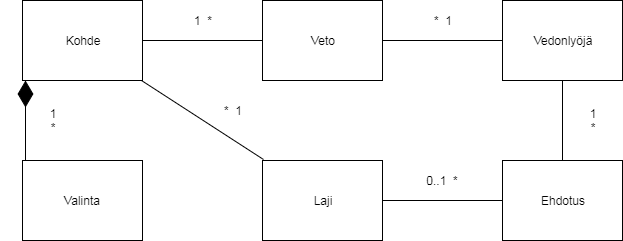 Kohde
1 *
Veto
* 1
Vedonlyöjä
1
*
* 1
1
*
Valinta
Laji
0..1 *
Ehdotus